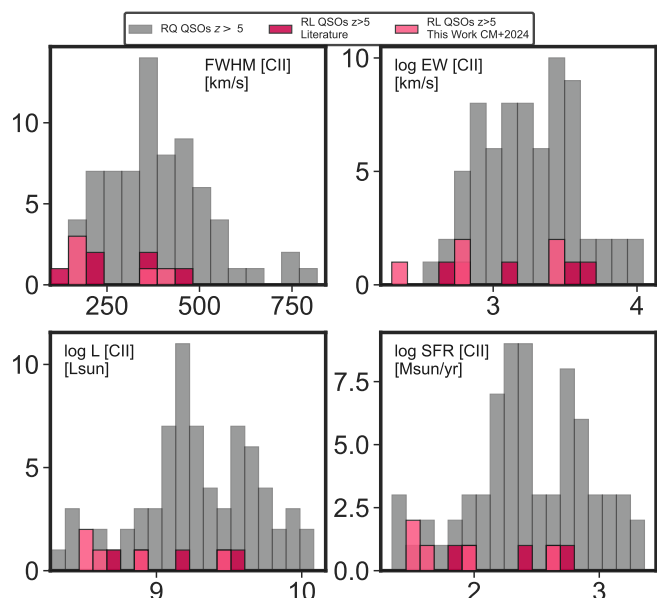 RQ QSOs z > 5
RL QSOs z>5
Literature
RL QSOs z>5
This Work CM+2024
FWHM [CII]
[km/s]
10
5
0
250 500 750
log EW [CII]
[km/s]
10
5
0
3 4
log L [CII]
[Lsun]
10
5
0
9 10
log SFR [CII]
[Msun/yr]
7.5
5.0
2.5
0.0
2 3